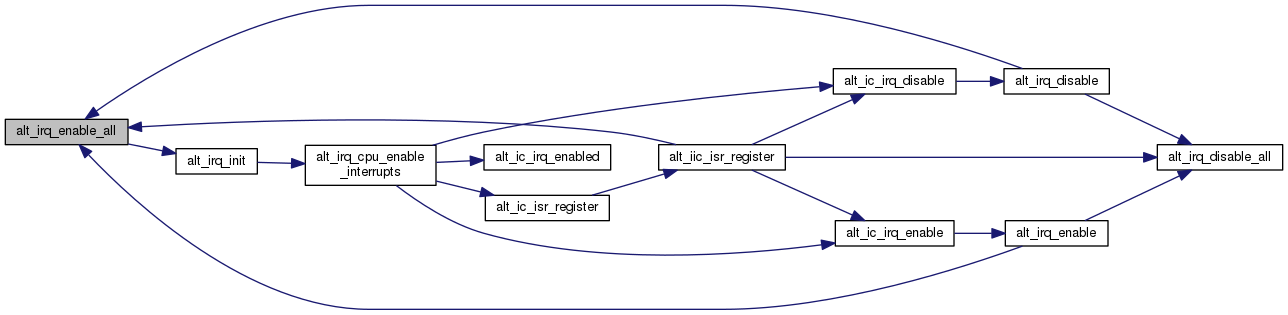 alt_irq_enable_all
alt_irq_init
alt_irq_cpu_enable
_interrupts
alt_ic_irq_enabled
alt_ic_isr_register
alt_iic_isr_register
alt_ic_irq_disable
alt_irq_disable
alt_irq_disable_all
alt_ic_irq_enable
alt_irq_enable